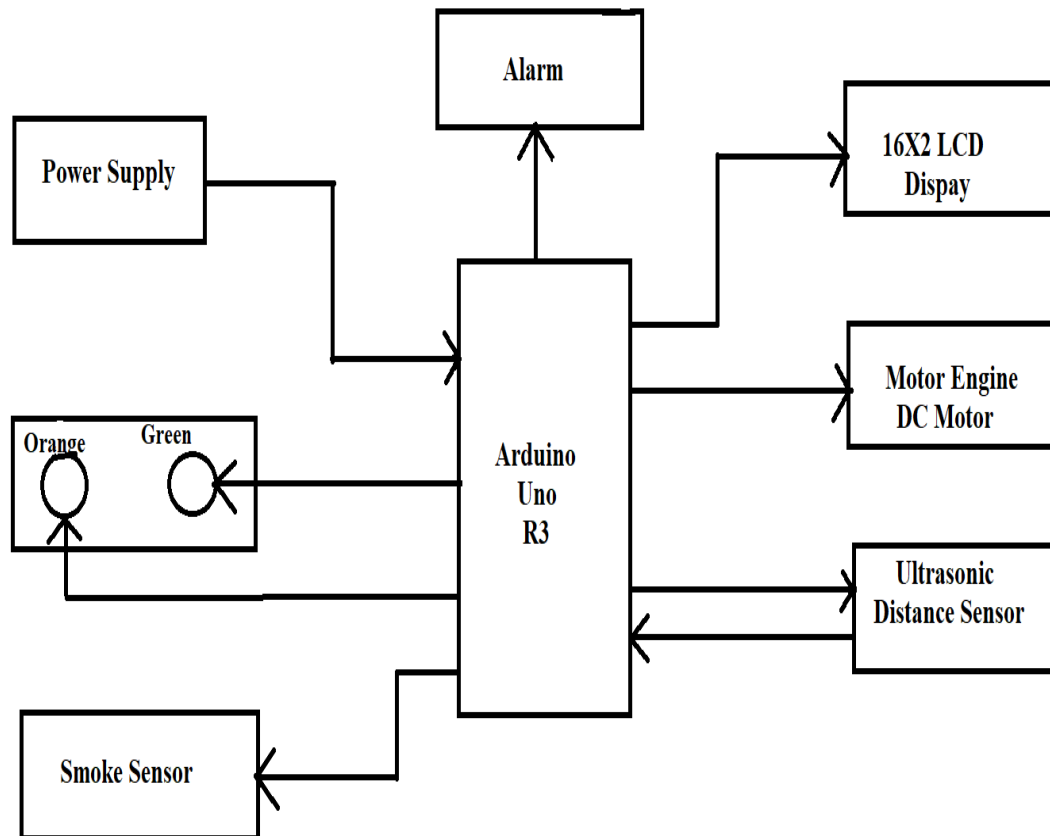 Alarm
16X2 LCD
Dispay
Power Supply
Motor Engine
DC Motor
Orange
Green
Arduino
Uno
R3
Ultrasonic
Distance Sensor
Smoke Sensor